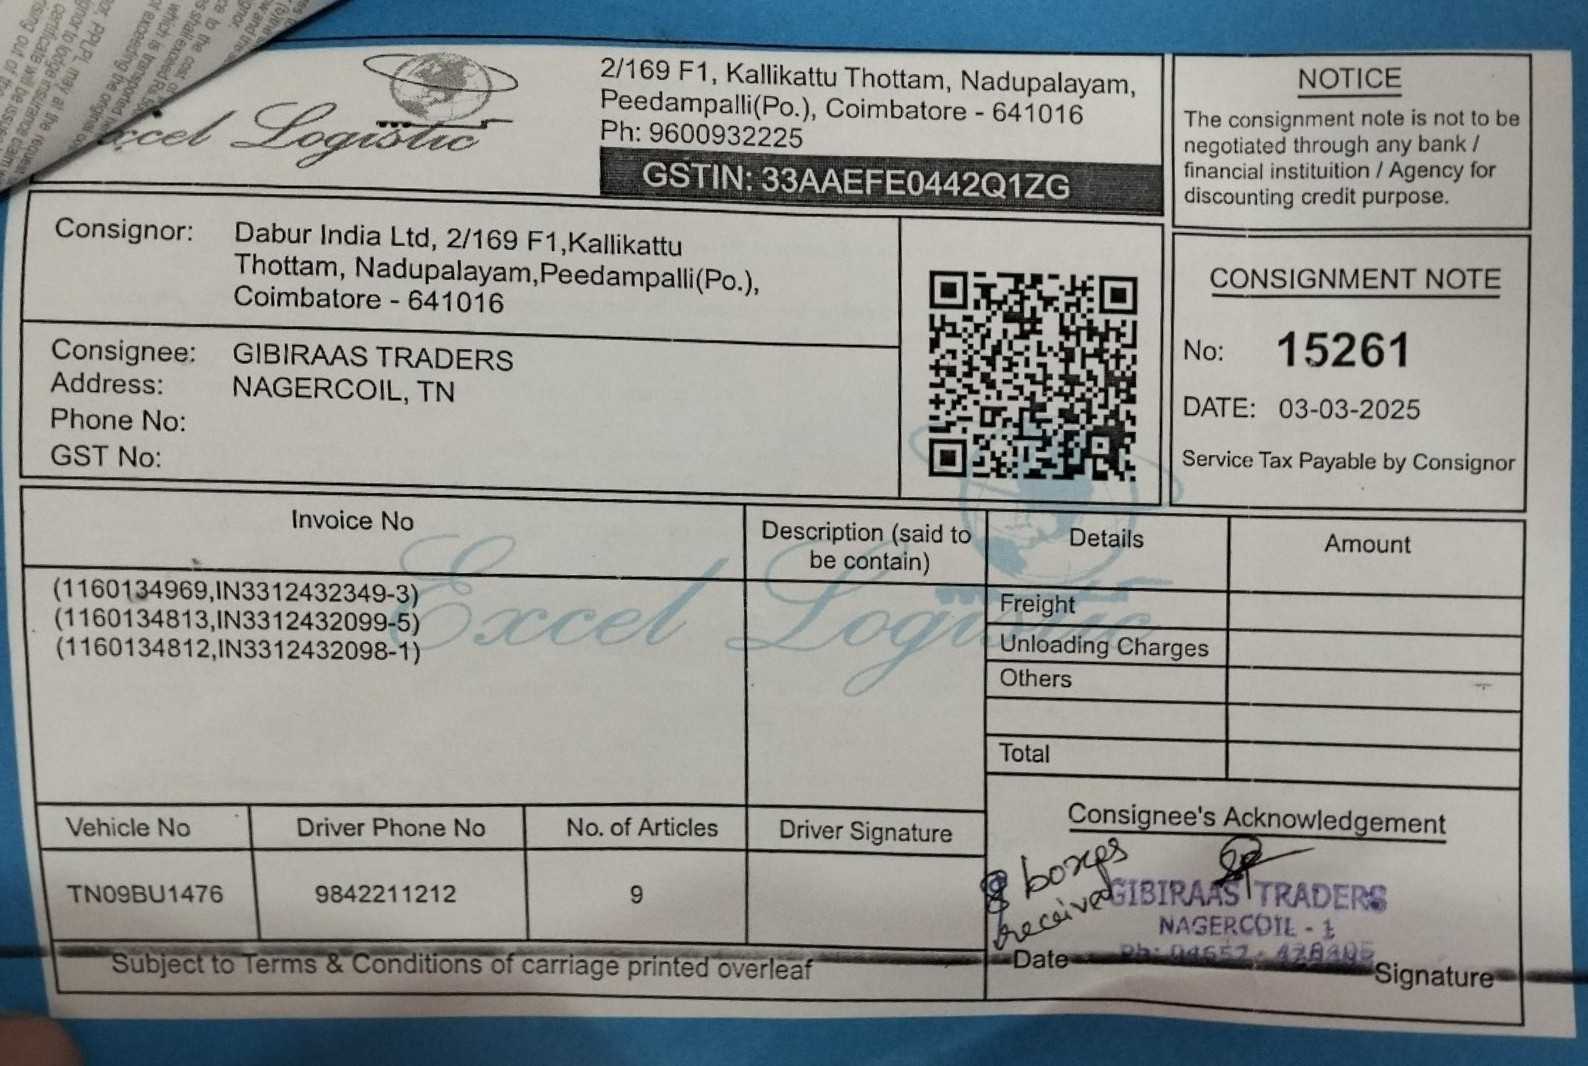 Excel Logistic
2/169 F1, Kallikattu Thottam, Nadupalayam,
Peedampalli(Po.), Coimbatore - 641016
Ph: 9600932225
GSTIN: 33AAEFE0442Q1ZG
NOTICE
The consignment note is not to be
negotiated through any bank /
financial instituition / Agency for
discounting credit purpose.
Consignor: Dabur India Ltd, 2/169 F1,Kallikattu
Thottam, Nadupalayam,Peedampalli(Po.),
Coimbatore - 641016
Consignee: GIBIRAAS TRADERS
Address: NAGERCOIL, TN
Phone No:
GST No:
CONSIGNMENT NOTE
No: 15261
DATE: 03-03-2025
Service Tax Payable by Consignor
Invoice No
Description (said to
be contain)
Details
Amount
(1160134969,IN3312432349-3)
(1160134813,IN3312432099-5)
(1160134812,IN3312432098-1)
Excel Logistic
Freight
Unloading Charges
Others
Total
Vehicle No
Driver Phone No
No. of Articles
Driver Signature
TN09BU1476
9842211212
9
Consignee's Acknowledgement
boxes
received
GIBIRAAS TRADERS
NAGERCOIL - 1
Ph: 04652 -
Date
Signature
Subject to Terms & Conditions of carriage printed overleaf